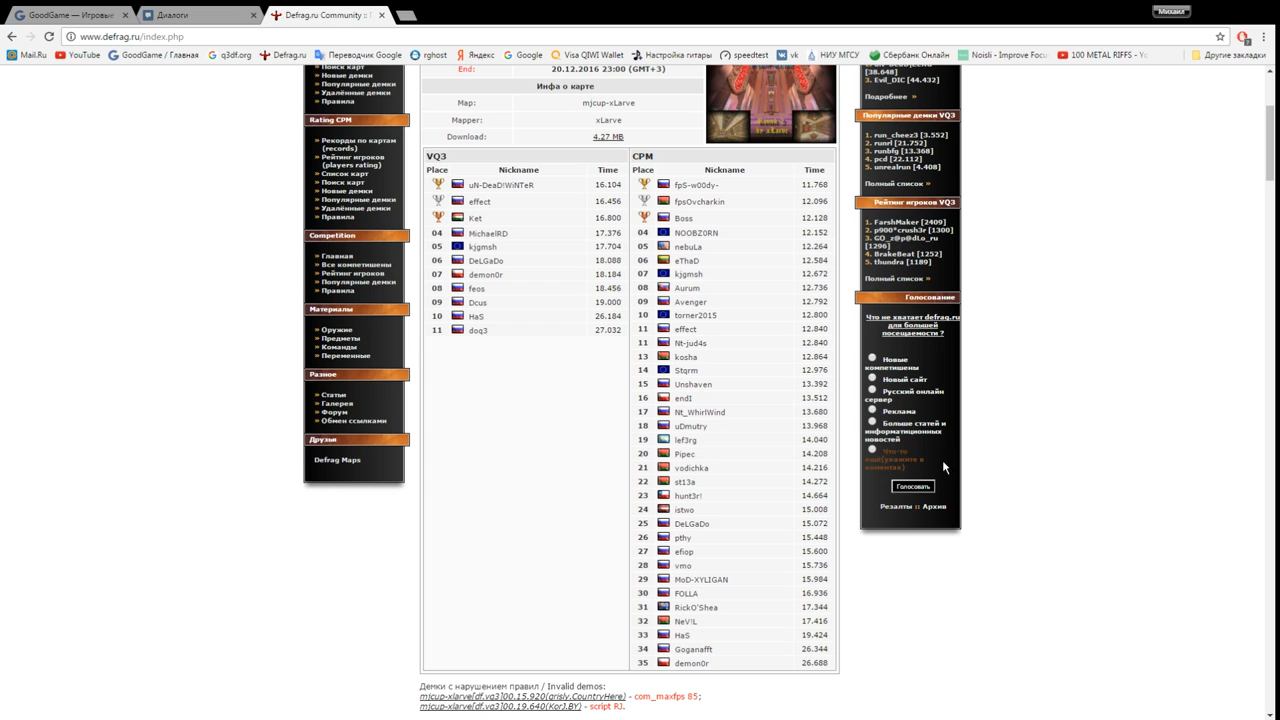 GoodGame — Игровые
Диалоги
Defrag.ru Community ::
Михаил
www.defrag.ru/index.php
Mail.Ru YouTube GoodGame / Главная q3df.org Defrag.ru Переводчик Google rghost Яндекс Google Visa QIWI Wallet Настройка гитары speedtest vk НИУ МГСУ Сбербанк Онлайн Noisli - Improve Focus 100 METAL RIFFS - Другие закладки
» Поиск карт
» Новые демки
» Популярные демки
» Удалённые демки
» Правила
Rating CPM
» Рекорды по картам
(records)
» Рейтинг игроков
(players rating)
» Список карт
» Поиск карт
» Новые демки
» Популярные демки
» Удалённые демки
» Правила
Competition
» Главная
» Все компетишены
» Рейтинг игроков
» Популярные демки
» Правила
Материалы
» Оружие
» Предметы
» Команды
» Переменные
Разное
» Статьи
» Галерея
» Форум
» Обмен ссылками
Друзья
Defrag Maps
End: 20.12.2016 23:00 (GMT+3)
Инфа о карте
Map: mjcup-xLarve
Mapper: xLarve
Download: 4.27 MB
VQ3
Place Nickname Time
uN-DeaD!WiNTeR 16.104
effect 16.456
Ket 16.800
04 MichaelRD 17.376
05 kjgmsh 17.704
06 DeLGaDo 18.088
07 demon0r 18.184
08 feos 18.456
09 Dcus 19.000
10 HaS 26.184
11 doq3 27.032
CPM
Place Nickname Time
fpS-w00dy- 11.768
fpsOvcharkin 12.096
Boss 12.128
04 NOOBZ0RN 12.152
05 nebuLa 12.264
06 eThaD 12.584
07 kjgmsh 12.672
08 Aurum 12.736
09 Avenger 12.792
10 torner2015 12.800
11 effect 12.840
11 Nt-jud4s 12.840
13 kosha 12.864
14 Stqrm 12.976
15 Unshaven 13.392
16 endI 13.512
17 Nt_WhirlWind 13.680
18 uDmutry 13.968
19 lef3rg 14.040
20 Pipec 14.208
21 vodichka 14.216
22 st13a 14.272
23 hunt3r! 14.664
24 istwo 15.008
25 DeLGaDo 15.072
26 pthy 15.448
27 efiop 15.600
28 vmo 15.736
29 MoD-XYLIGAN 15.984
30 FOLLA 16.936
31 RickO'Shea 17.344
32 NeV!L 17.416
33 HaS 19.424
34 Goganafft 26.344
35 demon0r 26.688
Демки с нарушением правил / Invalid demos:
mjcup-xlarve[df.vq3]00.15.920(grisly.CountryHere) - com_maxfps 85;
mjcup-xlarve[df.vq3]00.19.640(KorJ.BY) - script RJ.
[38.648]
3. Evil_DIC [44.432]
Подробнее »
Популярные демки VQ3
1. run_cheez3 [3.552]
2. runrl [21.752]
3. runbfg [13.368]
4. pcd [22.112]
5. unrealrun [4.408]
Полный список »
Рейтинг игроков VQ3
1. FarshMaker [2409]
2. p900*crush3r [1300]
3. GO_z@p@dLo_ru
[1296]
4. BrakeBeat [1252]
5. thundra [1189]
Полный список »
Голосование
Что не хватает defrag.ru
для большей
посещаемости ?
Новые
компетишены
Новый сайт
Русский онлайн
сервер
Реклама
Больше статей и
информатиционных
новостей
Что-то
ещё(укажите в
коментах)
Голосовать
Резалты :: Архив